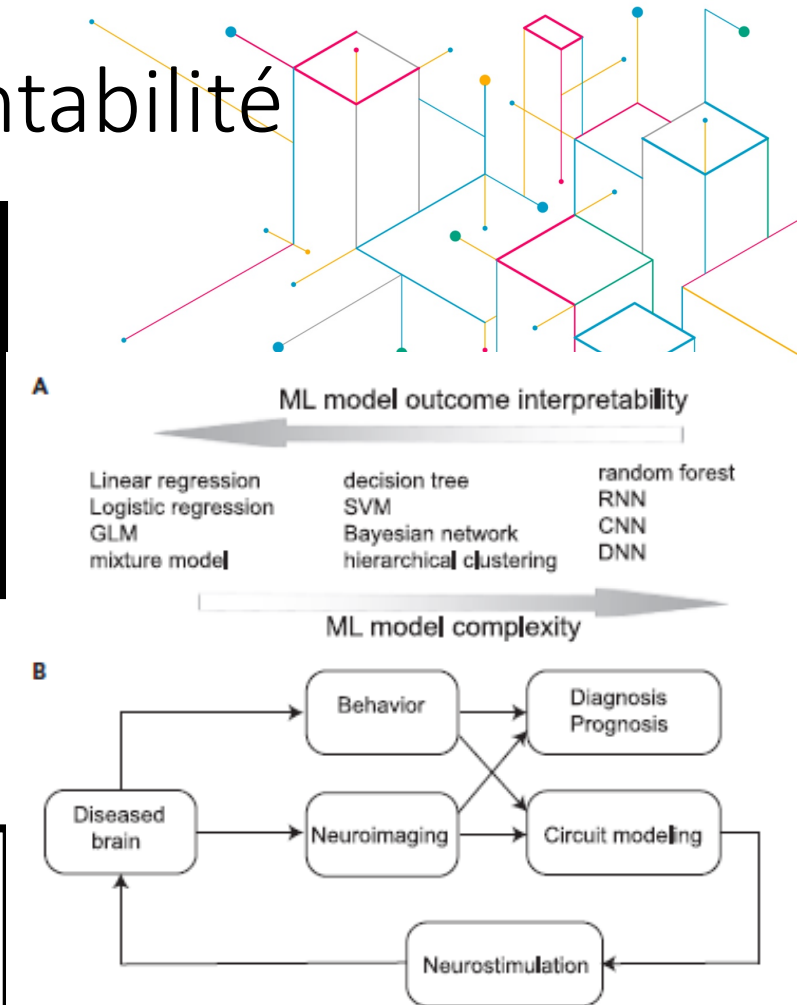 ntabilité
A
ML model outcome interpretability
Linear regression
Logistic regression
GLM
mixture model
decision tree
SVM
Bayesian network
hierarchical clustering
random forest
RNN
CNN
DNN
ML model complexity
B
Behavior
Diagnosis
Prognosis
Diseased
brain
Neuroimaging
Circuit modeling
Neurostimulation